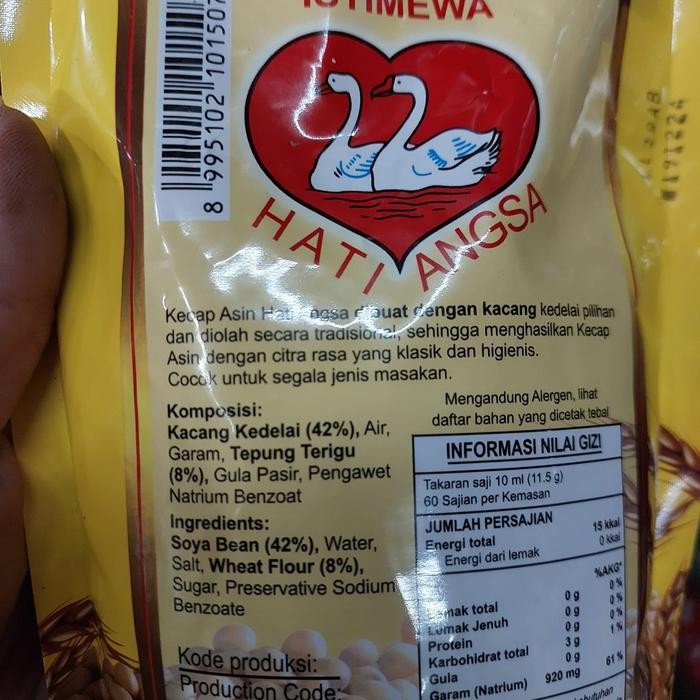 ISTIMEWA
8 995102 101507
HATI ANGSA
Kecap Asin Hati Angsa dibuat dengan kacang kedelai pilihan
dan diolah secara tradisional, sehingga menghasilkan Kecap
Asin dengan citra rasa yang klasik dan higienis.
Cocok untuk segala jenis masakan.
Komposisi:
Kacang Kedelai (42%), Air,
Garam, Tepung Terigu
(8%), Gula Pasir, Pengawet
Natrium Benzoat
Ingredients:
Soya Bean (42%), Water,
Salt, Wheat Flour (8%),
Sugar, Preservative Sodium
Benzoate
Kode produksi:
Production Code:
Mengandung Alergen, lihat
daftar bahan yang dicetak tebal
INFORMASI NILAI GIZI
Takaran saji 10 ml (11.5 g)
60 Sajian per Kemasan
JUMLAH PERSAJIAN
Energi total 15 kkal
Energi dari lemak 0 kkal
%AKG*
Lemak total 0 g 0 %
Lemak Jenuh 0 g 0 %
Protein 0 g 0 %
Karbohidrat total 3 g 1 %
Gula 0 g
Garam (Natrium) 920 mg 61 %